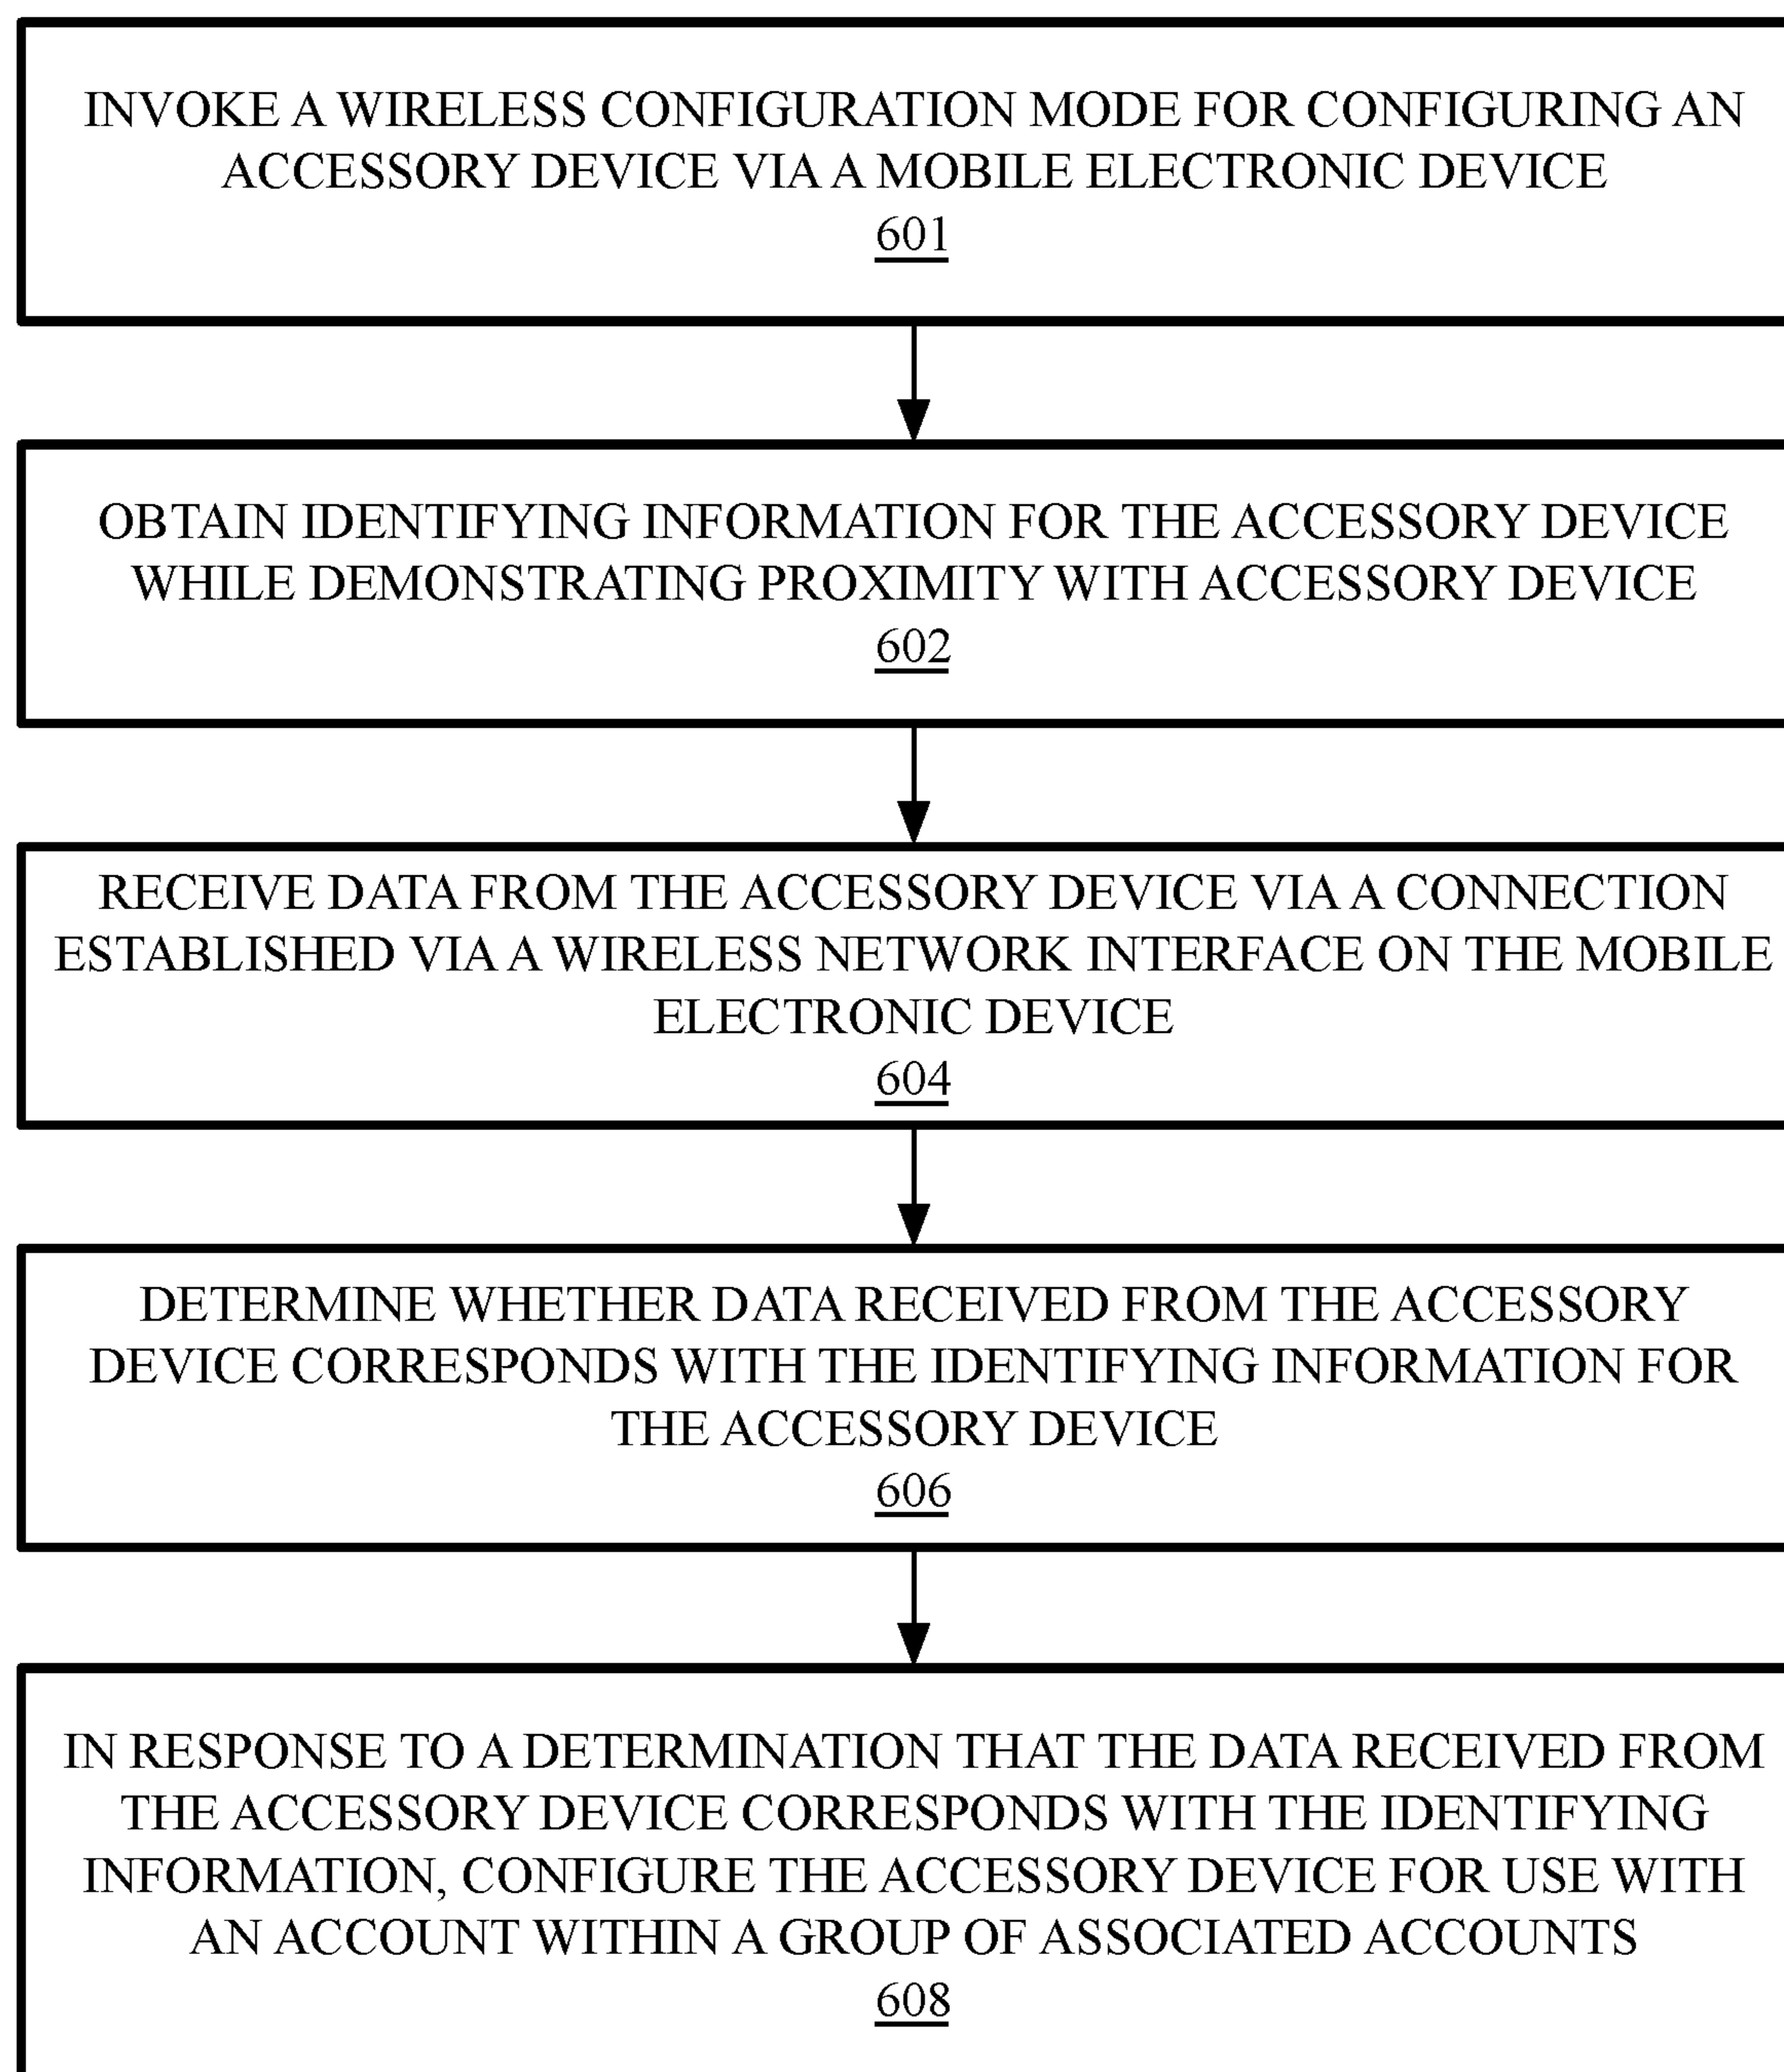 INVOKE A WIRELESS CONFIGURATION MODE FOR CONFIGURING AN
ACCESSORY DEVICE VIA A MOBILE ELECTRONIC DEVICE
601
OBTAIN IDENTIFYING INFORMATION FOR THE ACCESSORY DEVICE
WHILE DEMONSTRATING PROXIMITY WITH ACCESSORY DEVICE
602
RECEIVE DATA FROM THE ACCESSORY DEVICE VIA A CONNECTION
ESTABLISHED VIA A WIRELESS NETWORK INTERFACE ON THE MOBILE
ELECTRONIC DEVICE
604
DETERMINE WHETHER DATA RECEIVED FROM THE ACCESSORY
DEVICE CORRESPONDS WITH THE IDENTIFYING INFORMATION FOR
THE ACCESSORY DEVICE
606
IN RESPONSE TO A DETERMINATION THAT THE DATA RECEIVED FROM
THE ACCESSORY DEVICE CORRESPONDS WITH THE IDENTIFYING
INFORMATION, CONFIGURE THE ACCESSORY DEVICE FOR USE WITH
AN ACCOUNT WITHIN A GROUP OF ASSOCIATED ACCOUNTS
608